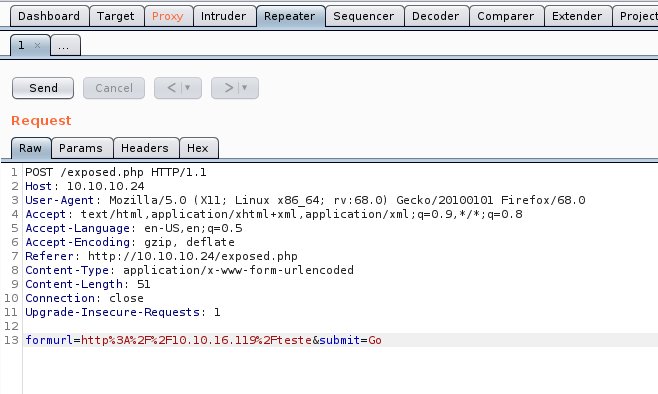 Dashboard Target Proxy Intruder Repeater Sequencer Decoder Comparer Extender Project
1 × ...
Send Cancel < ▼ > ▼
Request
Raw Params Headers Hex
1 POST /exposed.php HTTP/1.1
2 Host: 10.10.10.24
3 User-Agent: Mozilla/5.0 (X11; Linux x86_64; rv:68.0) Gecko/20100101 Firefox/68.0
4 Accept: text/html,application/xhtml+xml,application/xml;q=0.9,*/*;q=0.8
5 Accept-Language: en-US,en;q=0.5
6 Accept-Encoding: gzip, deflate
7 Referer: http://10.10.10.24/exposed.php
8 Content-Type: application/x-www-form-urlencoded
9 Content-Length: 51
10 Connection: close
11 Upgrade-Insecure-Requests: 1
12
13 formurl=http%3A%2F%2F10.10.16.119%2Fteste&submit=Go